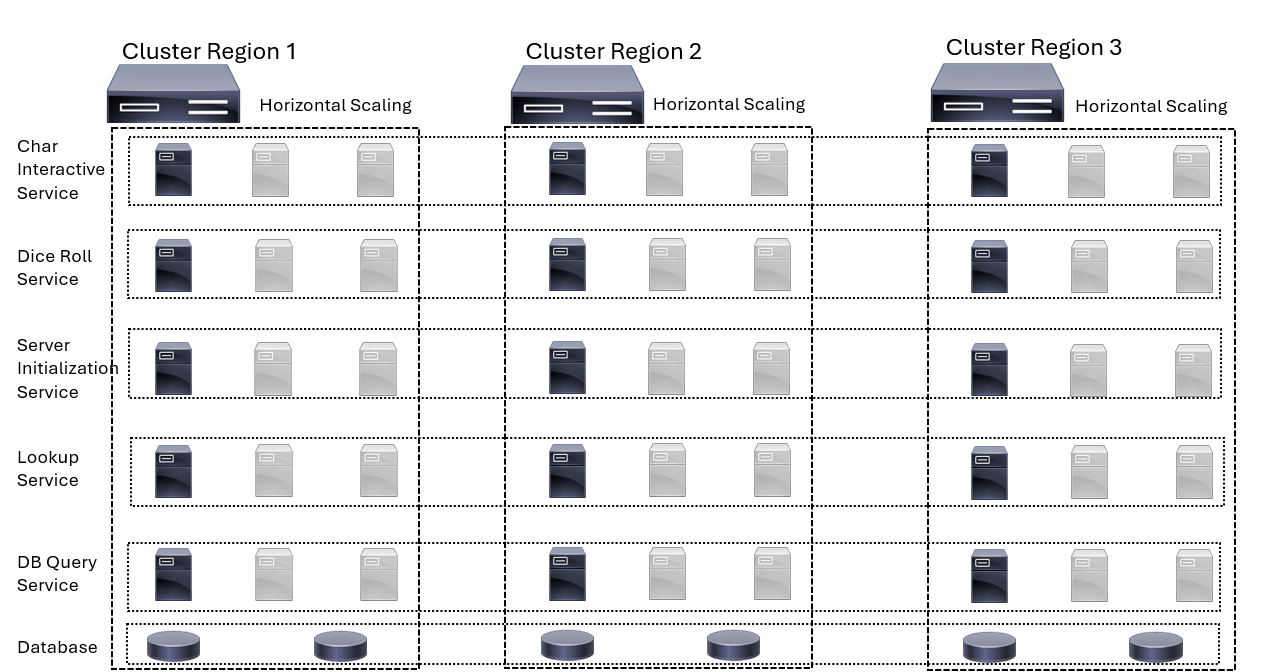 Cluster Region 1
Cluster Region 2
Cluster Region 3
Horizontal Scaling
Horizontal Scaling
Horizontal Scaling
Char
Interactive
Service
Dice Roll
Service
Server
Initialization
Service
Lookup
Service
DB Query
Service
Database